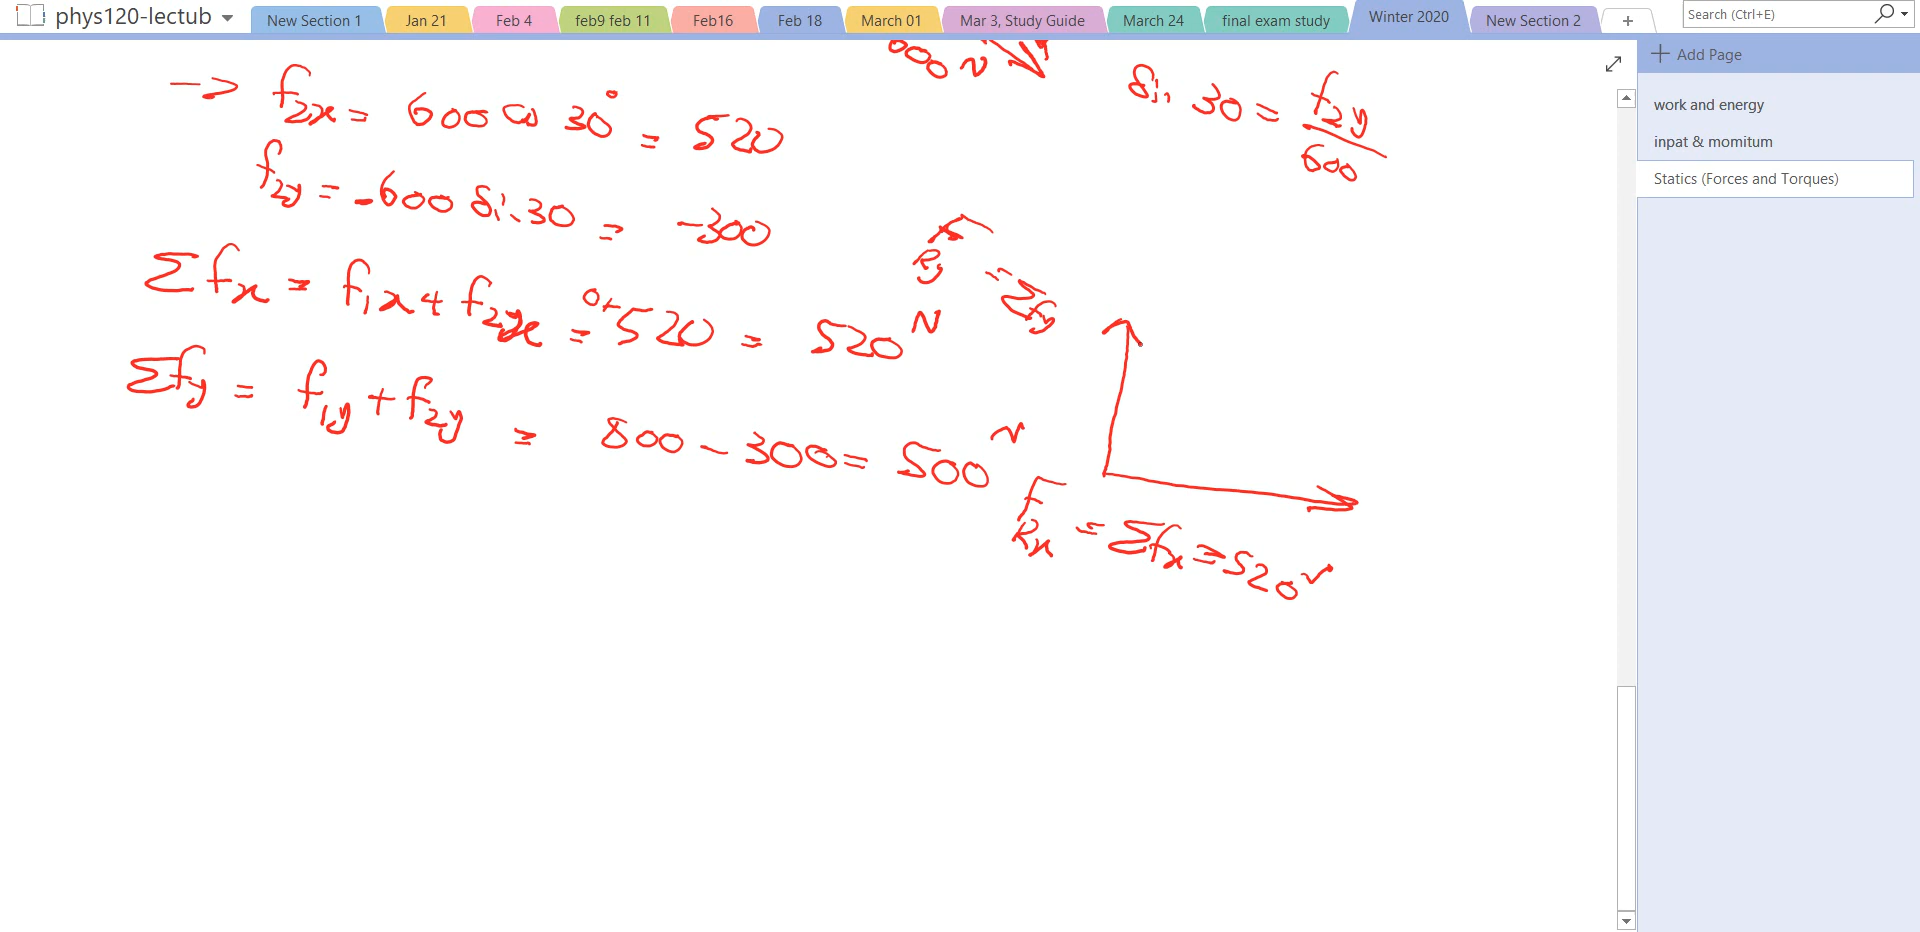 phys120-lectub
New Section 1
Jan 21
Feb 4
feb9 feb 11
Feb16
Feb 18
March 01
Mar 3, Study Guide
March 24
final exam study
Winter 2020
New Section 2
+
Search (Ctrl+E)
Add Page
work and energy
inpat & momitum
Statics (Forces and Torques)
600 N
→ f2x = 600 cos 30° = 520
sin 30 = f2y / 600
f2y = -600 sin 30 = -300
Σfx = f1x + f2x = 0+520 = 520 N
FRy = Σfy
Σfy = f1y + f2y = 800 - 300 = 500 N
FRx = Σfx = 520 N